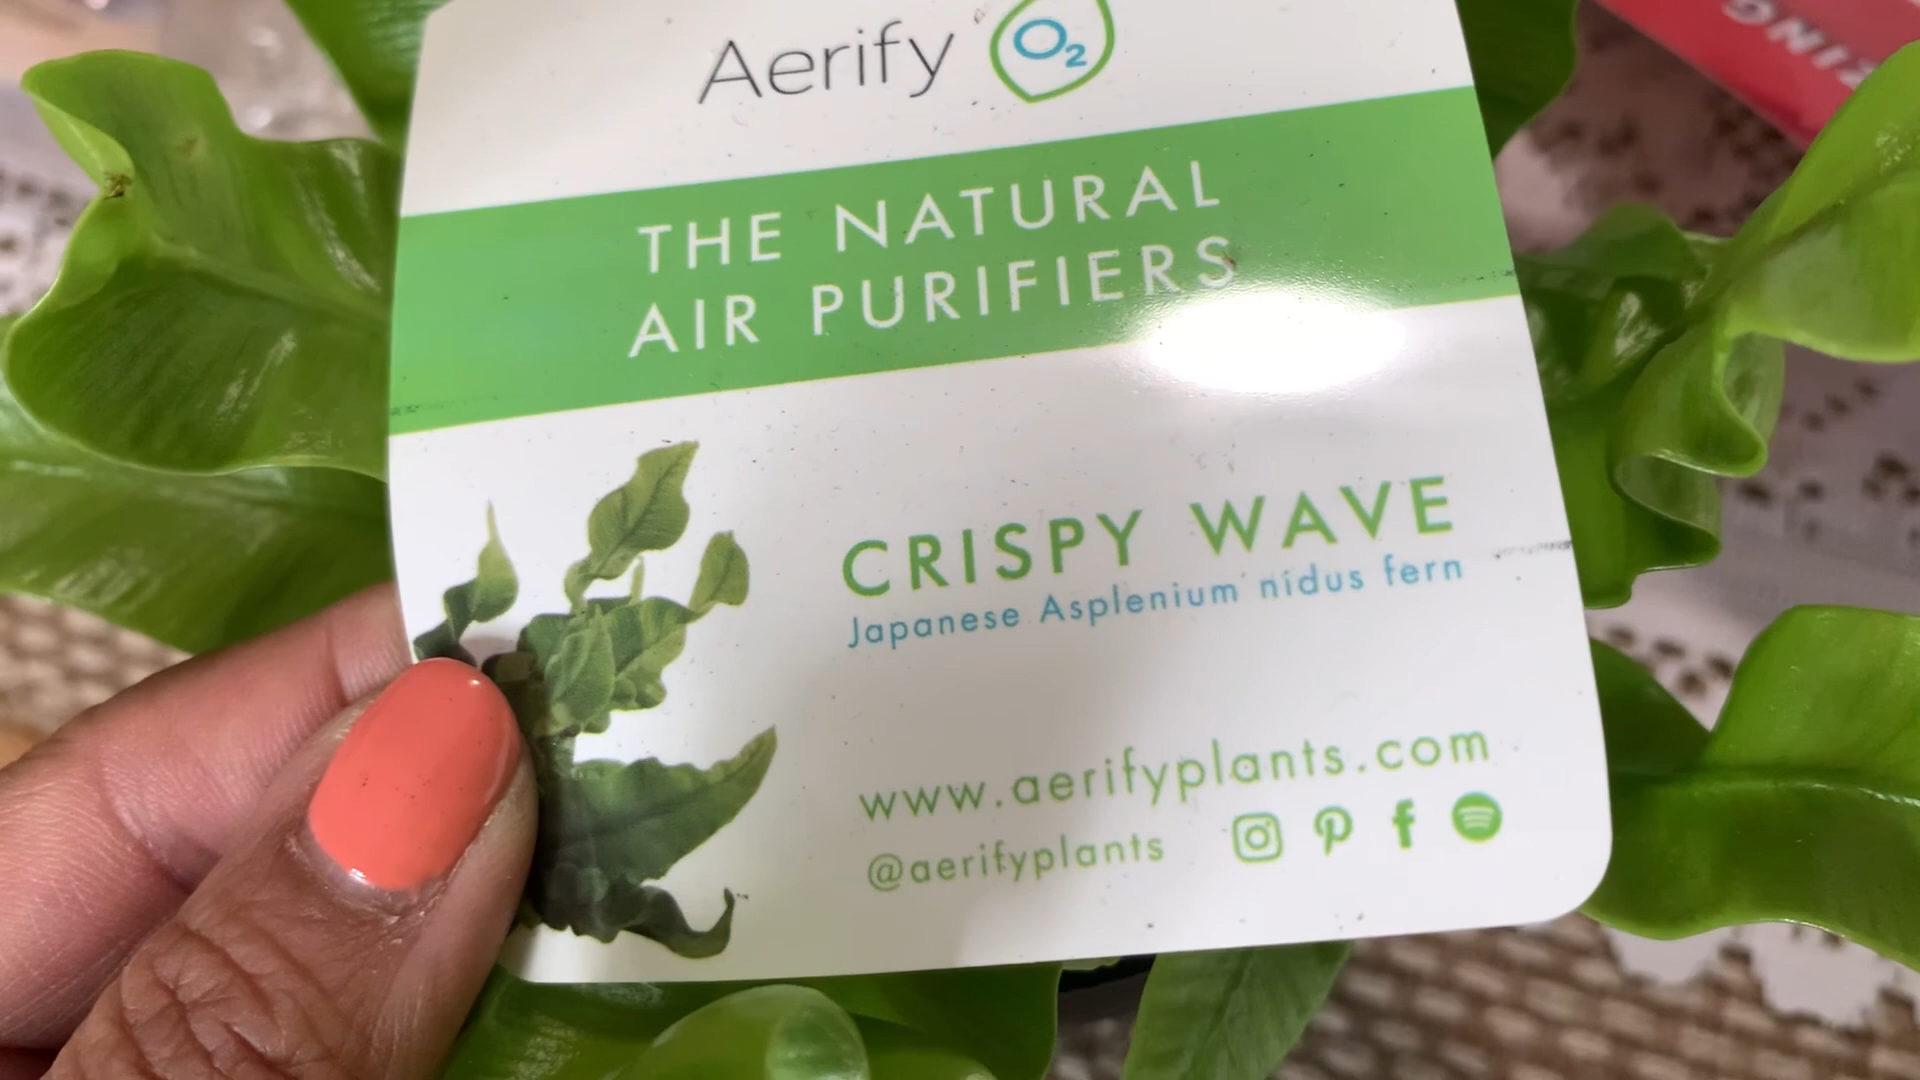 Aerify O₂
THE NATURAL
AIR PURIFIERS
CRISPY WAVE
Japanese Asplenium nidus fern
www.aerifyplants.com
@aerifyplants